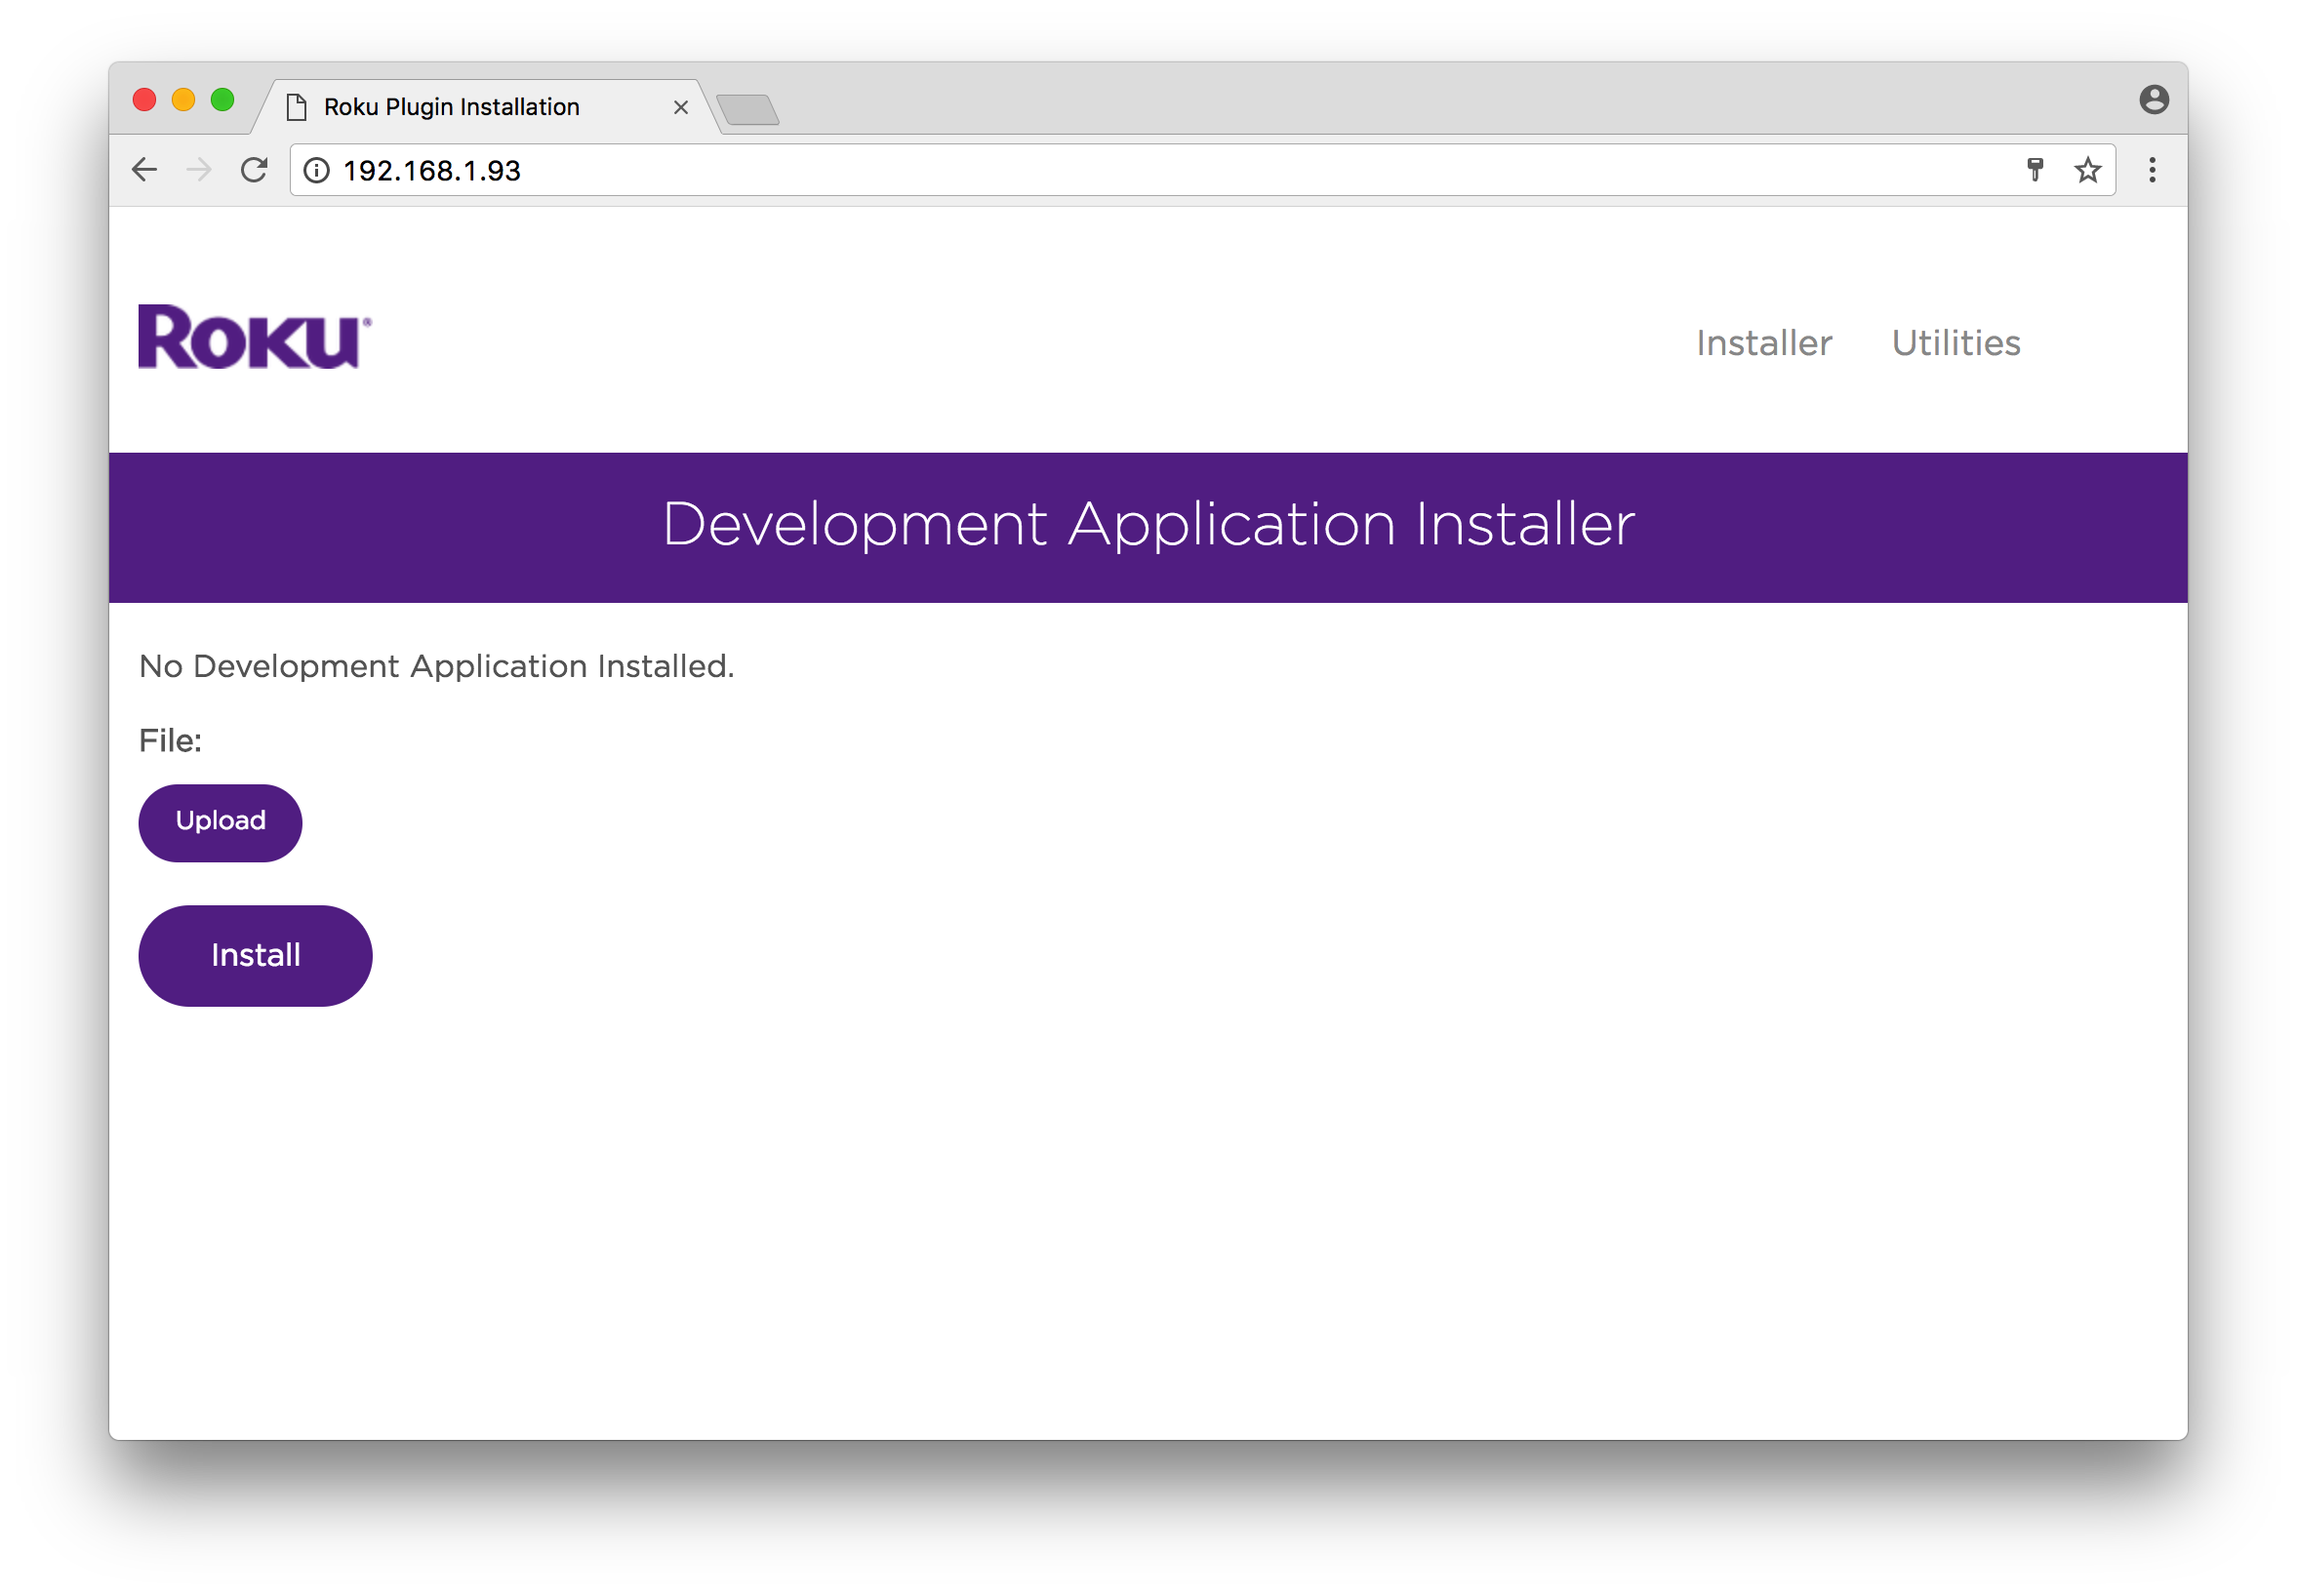 Roku Plugin Installation
192.168.1.93
Roku®
Installer Utilities
Development Application Installer
No Development Application Installed.
File:
Upload
Install